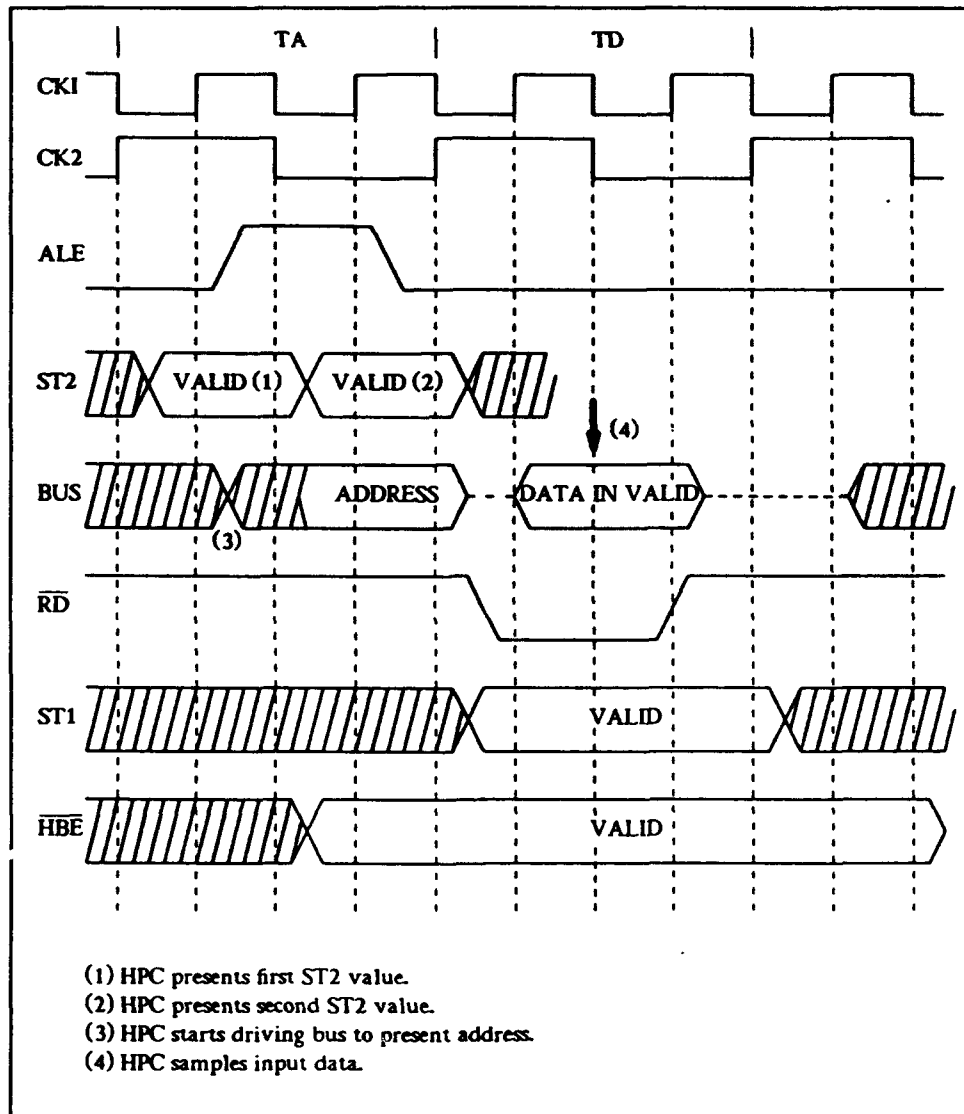 TA TD
CKI
CK2
ALE
ST2 VALID (1) VALID (2)
(4)
BUS ADDRESS DATA IN VALID
(3)
RD
ST1 VALID
HBE VALID
(1) HPC presents first ST2 value.
(2) HPC presents second ST2 value.
(3) HPC starts driving bus to present address.
(4) HPC samples input data.